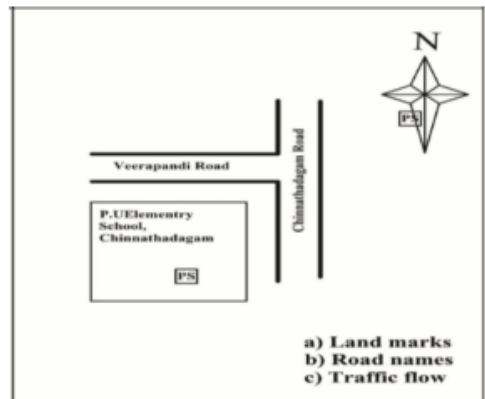 N
PS
Veerapandi Road
Chinnathadagam Road
P.UElementry
School,
Chinnathadagam
PS
a) Land marks
b) Road names
c) Traffic flow